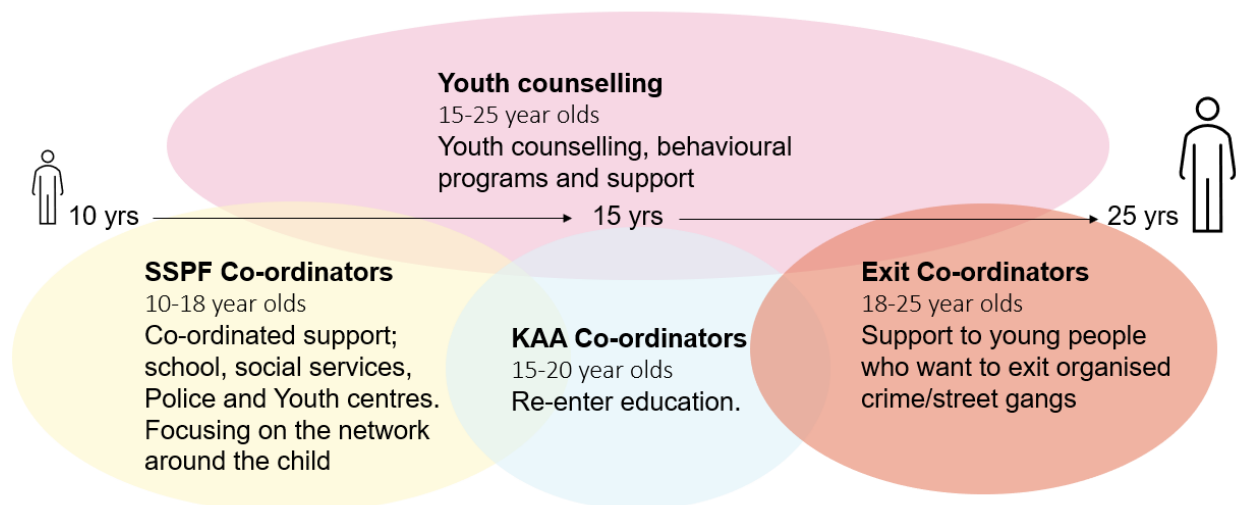 Youth counselling
15-25 year olds
Youth counselling, behavioural
programs and support
10 yrs
15 yrs
25 yrs
SSPF Co-ordinators
10-18 year olds
Co-ordinated support;
school, social services,
Police and Youth centres.
Focusing on the network
around the child
KAA Co-ordinators
15-20 year olds
Re-enter education.
Exit Co-ordinators
18-25 year olds
Support to young people
who want to exit organised
crime/street gangs